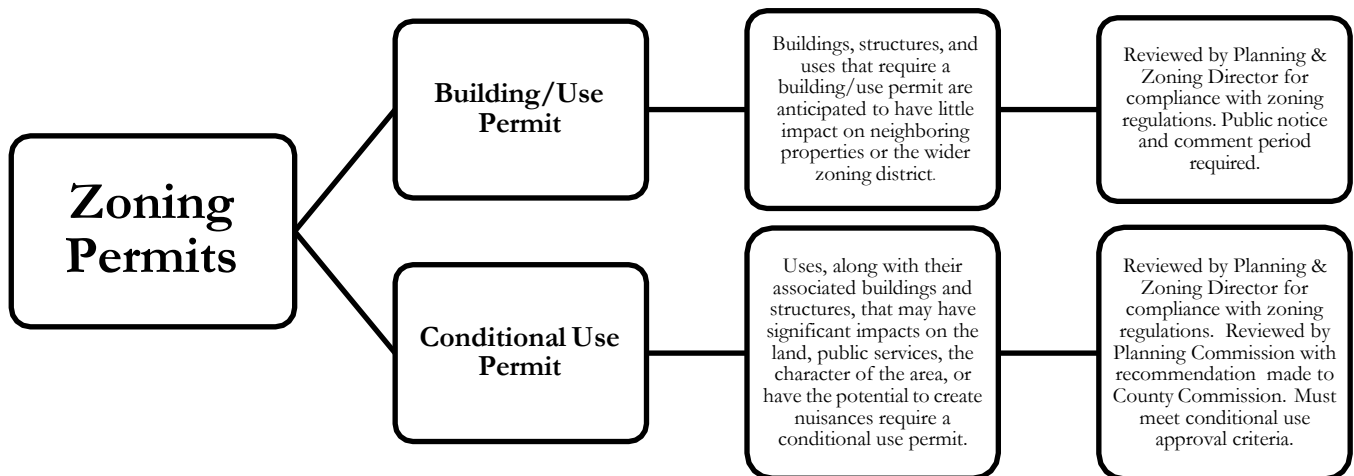 Zoning
Permits
Building/Use
Permit
Buildings, structures, and
uses that require a
building/use permit are
anticipated to have little
impact on neighboring
properties or the wider
zoning district.
Reviewed by Planning &
Zoning Director for
compliance with zoning
regulations. Public notice
and comment period
required.
Conditional Use
Permit
Uses, along with their
associated buildings and
structures, that may have
significant impacts on the
land, public services, the
character of the area, or
have the potential to create
nuisances require a
conditional use permit.
Reviewed by Planning &
Zoning Director for
compliance with zoning
regulations.  Reviewed by
Planning Commission with
recommendation  made to
County Commission.  Must
meet conditional use
approval criteria.